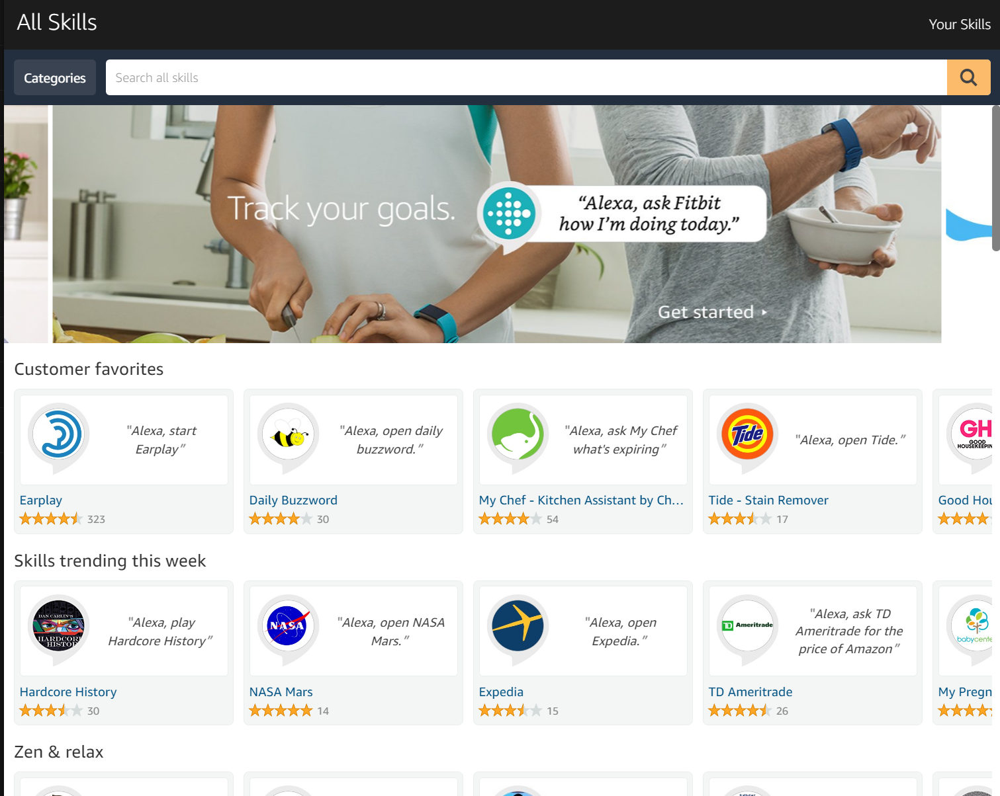 All Skills
Your Skills
Categories
Search all skills
Track your goals.
“Alexa, ask Fitbit
how I’m doing today.”
Get started
Customer favorites
"Alexa, start
Earplay"
Earplay
323
"Alexa, open daily
buzzword."
Daily Buzzword
30
"Alexa, ask My Chef
what's expiring"
My Chef - Kitchen Assistant by Ch...
54
Tide
"Alexa, open Tide."
Tide - Stain Remover
17
GH
GOOD
HOUSEKEEPIN
Good Hou
Skills trending this week
DAN CARLIN'S
HARDCORE
HISTOR
"Alexa, play
Hardcore History"
Hardcore History
30
NASA
"Alexa, open NASA
Mars."
NASA Mars
14
"Alexa, open
Expedia."
Expedia
15
TD Ameritrade
"Alexa, ask TD
Ameritrade for the
price of Amazon"
TD Ameritrade
26
babycente
My Pregn
Zen & relax